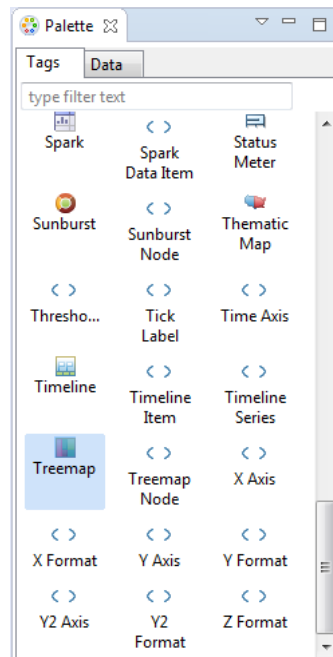 Palette
Tags Data
type filter text
Spark Spark Data Item Status Meter
Sunburst Sunburst Node Thematic Map
Thresho... Tick Label Time Axis
Timeline Timeline Item Timeline Series
Treemap Treemap Node X Axis
X Format Y Axis Y Format
Y2 Axis Y2 Format Z Format